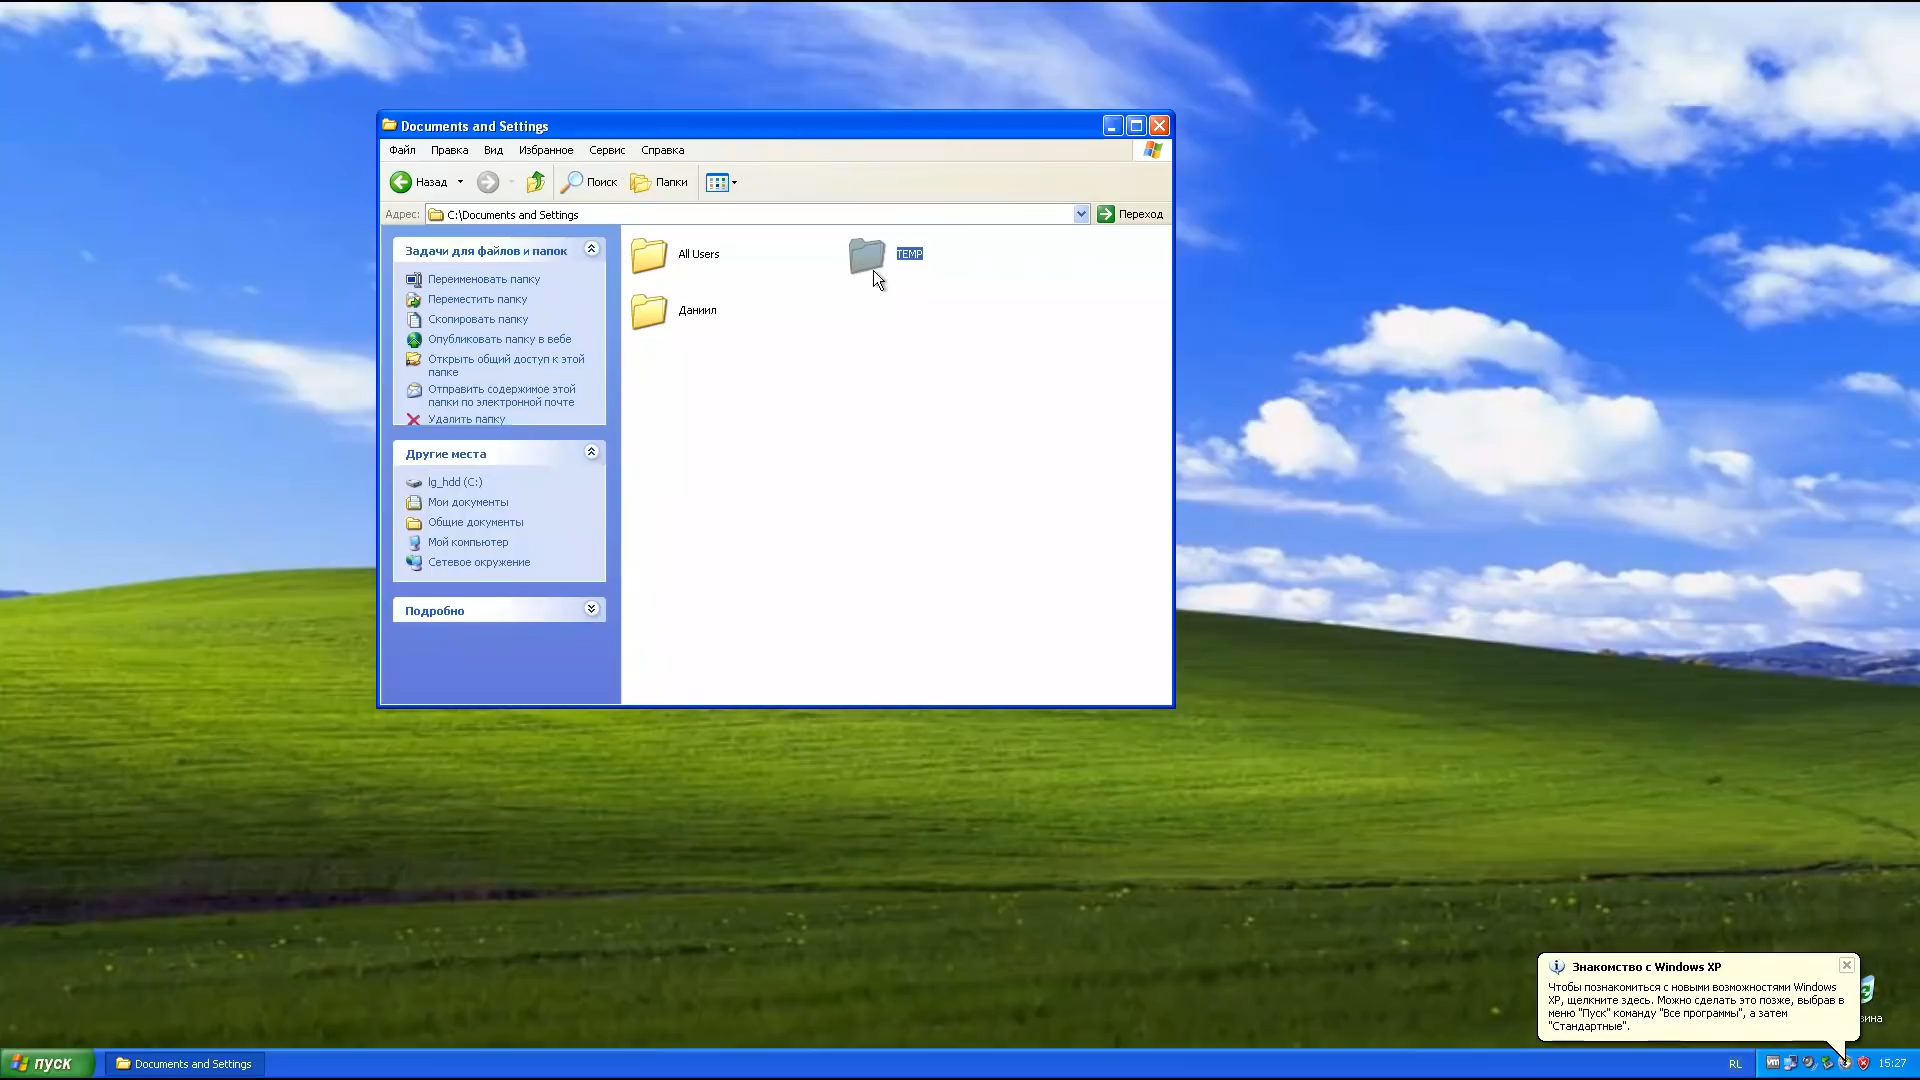 Documents and Settings
Файл Правка Вид Избранное Сервис Справка
Назад Поиск Папки
Адрес: C:\Documents and Settings Переход
Задачи для файлов и папок
Переименовать папку
Переместить папку
Скопировать папку
Опубликовать папку в вебе
Открыть общий доступ к этой
папке
Отправить содержимое этой
папки по электронной почте
Удалить папку
Другие места
lg_hdd (C:)
Мои документы
Общие документы
Мой компьютер
Сетевое окружение
Подробно
All Users
TEMP
Даниил
Знакомство с Windows XP
Чтобы познакомиться с новыми возможностями Windows
XP, щелкните здесь. Можно сделать это позже, выбрав в
меню "Пуск" команду "Все программы", а затем
"Стандартные".
зина
пуск
Documents and Settings
RL
vm
15:27